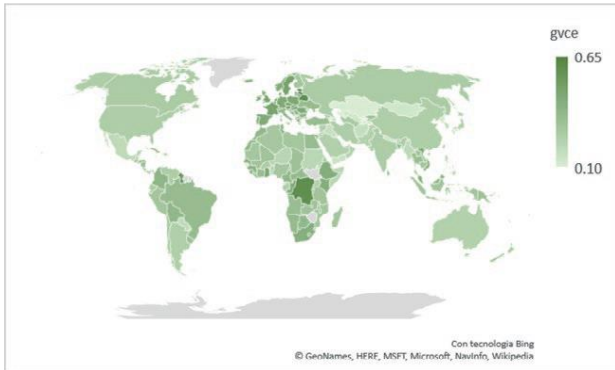 gvce
0.65
0.10
Con tecnologia Bing
© GeoNames, HERE, MSFT, Microsoft, NavInfo, Wikipedia